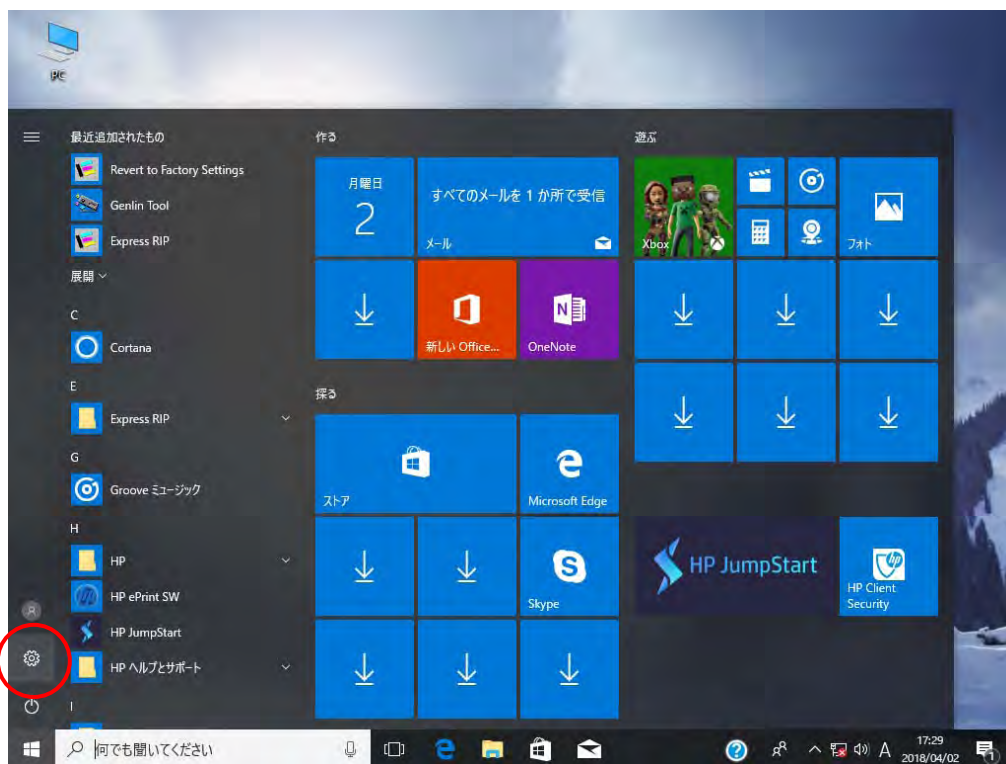 PC
最近追加されたもの
Revert to Factory Settings
Genlin Tool
Express RIP
展開
C
Cortana
E
Express RIP
G
Groove ミュージック
H
HP
HP ePrint SW
HP JumpStart
HP ヘルプとサポート
I
作る
月曜日
2
すべてのメールを 1 か所で受信
メール
新しい Office...
OneNote
探る
ストア
Microsoft Edge
Skype
遊ぶ
Xbox
フォト
HP JumpStart
HP Client
Security
何でも聞いてください
A
17:29
2018/04/02
1